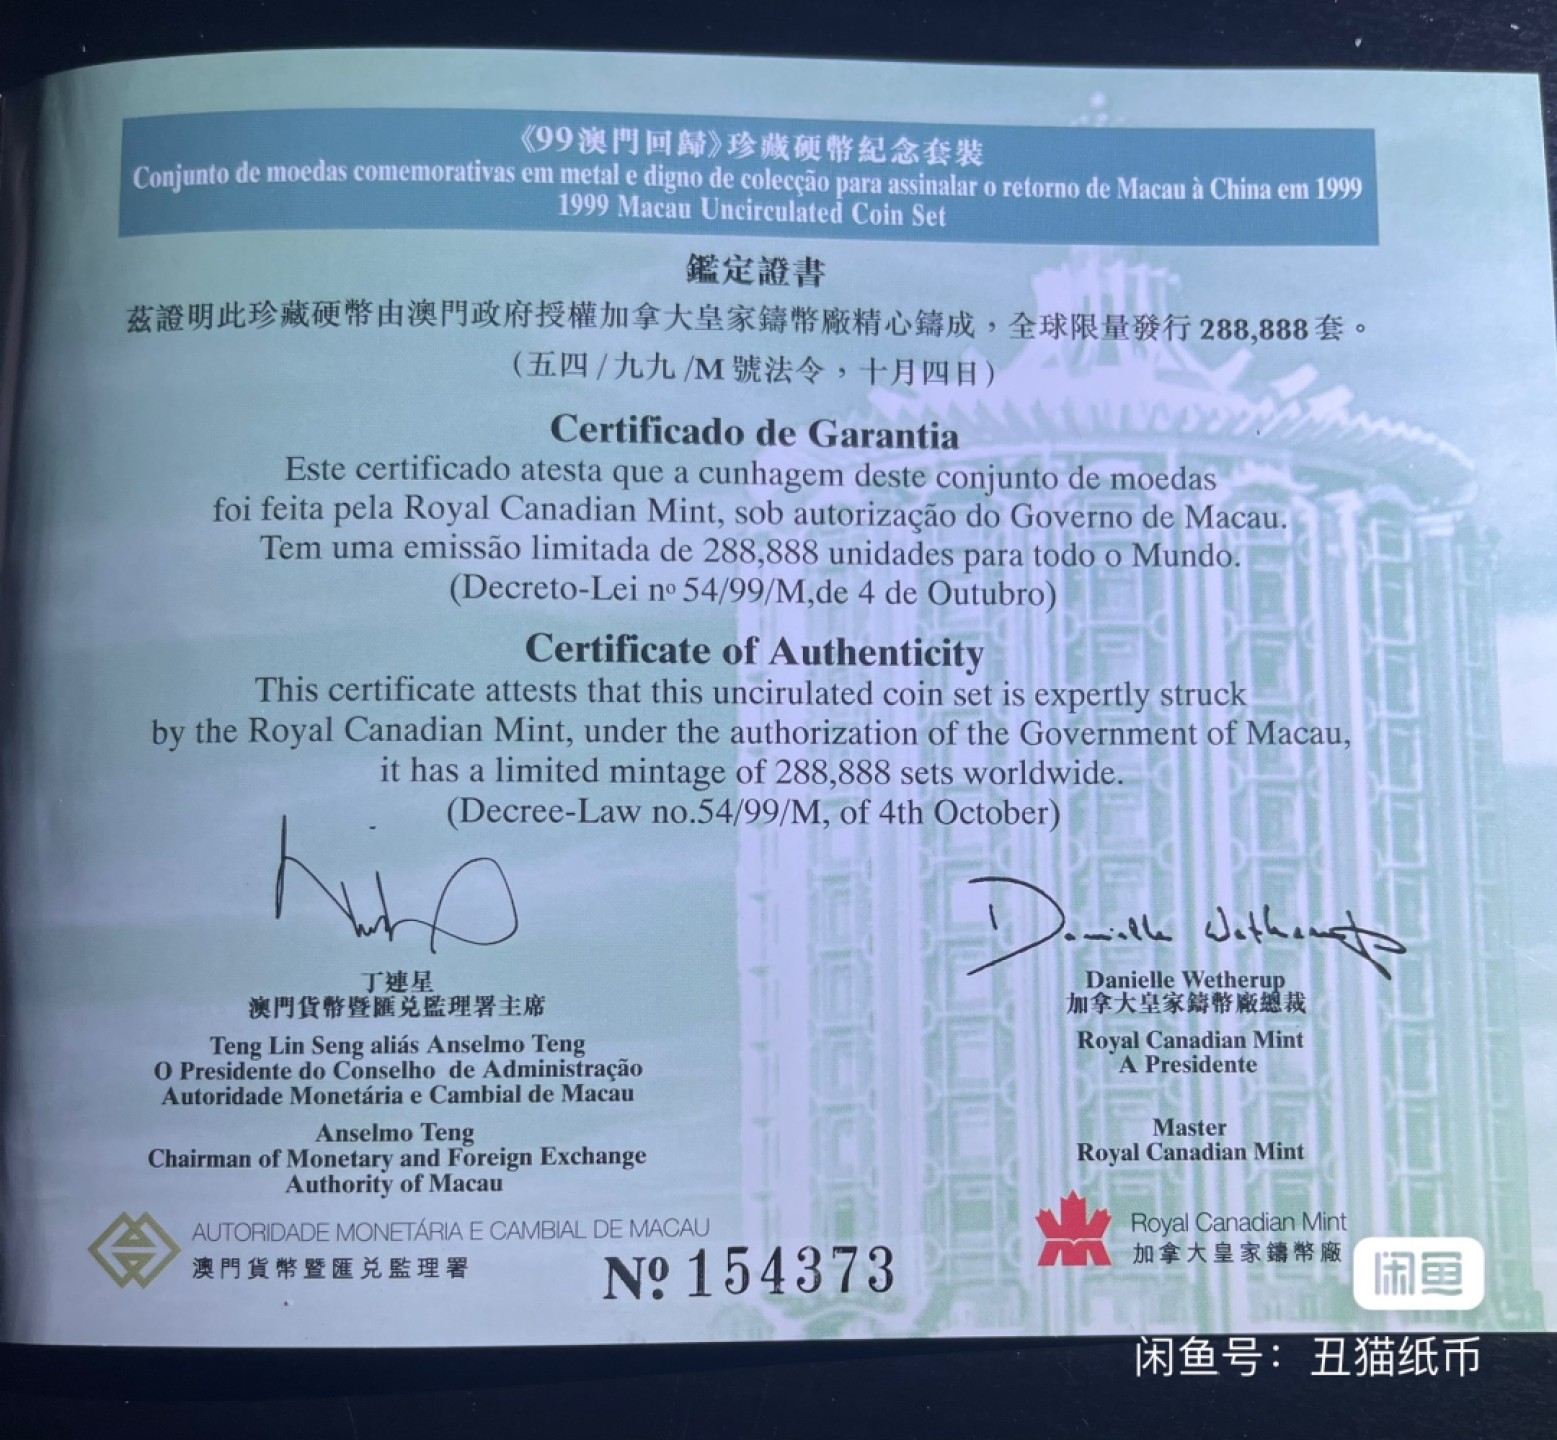 《99澳門回歸》珍藏硬幣紀念套裝
Conjunto de moedas comemorativas em metal e digno de colecção para assinalar o retorno de Macau à China em 1999
1999 Macau Uncirculated Coin Set
鑑定證書
茲證明此珍藏硬幣由澳門政府授權加拿大皇家鑄幣廠精心鑄成，全球限量發行 288,888 套。
(五四/九九/M 號法令，十月四日)
Certificado de Garantia
Este certificado atesta que a cunhagem deste conjunto de moedas
foi feita pela Royal Canadian Mint, sob autorização do Governo de Macau.
Tem uma emissão limitada de 288,888 unidades para todo o Mundo.
(Decreto-Lei nº 54/99/M,de 4 de Outubro)
Certificate of Authenticity
This certificate attests that this uncirulated coin set is expertly struck
by the Royal Canadian Mint, under the authorization of the Government of Macau,
it has a limited mintage of 288,888 sets worldwide.
(Decree-Law no.54/99/M, of 4th October)
Danielle Wetherup
丁連星
澳門貨幣暨匯兌監理署主席
Teng Lin Seng aliás Anselmo Teng
O Presidente do Conselho de Administração
Autoridade Monetária e Cambial de Macau
Anselmo Teng
Chairman of Monetary and Foreign Exchange
Authority of Macau
Danielle Wetherup
加拿大皇家鑄幣廠總裁
Royal Canadian Mint
A Presidente
Master
Royal Canadian Mint
AUTORIDADE MONETÁRIA E CAMBIAL DE MACAU
澳門貨幣暨匯兌監理署
Nº 154373
Royal Canadian Mint
加拿大皇家鑄幣廠
闲鱼
闲鱼号：丑猫纸币